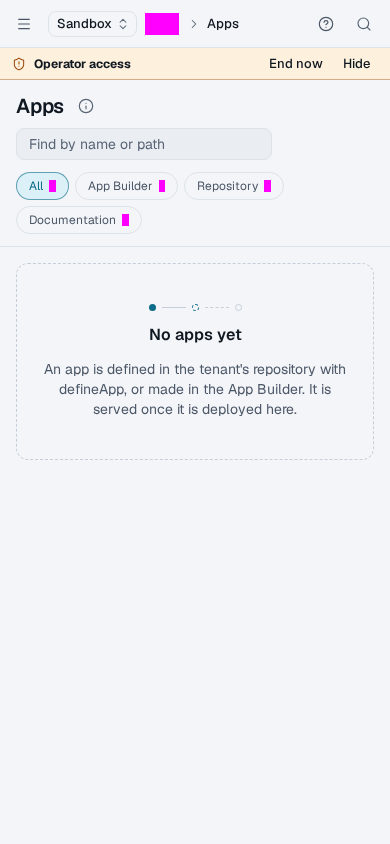 Sandbox
Apps
Operator access
End now
Hide
Apps
Find by name or path
All
App Builder
Repository
Documentation
No apps yet
An app is defined in the tenant's repository with
defineApp, or made in the App Builder. It is
served once it is deployed here.